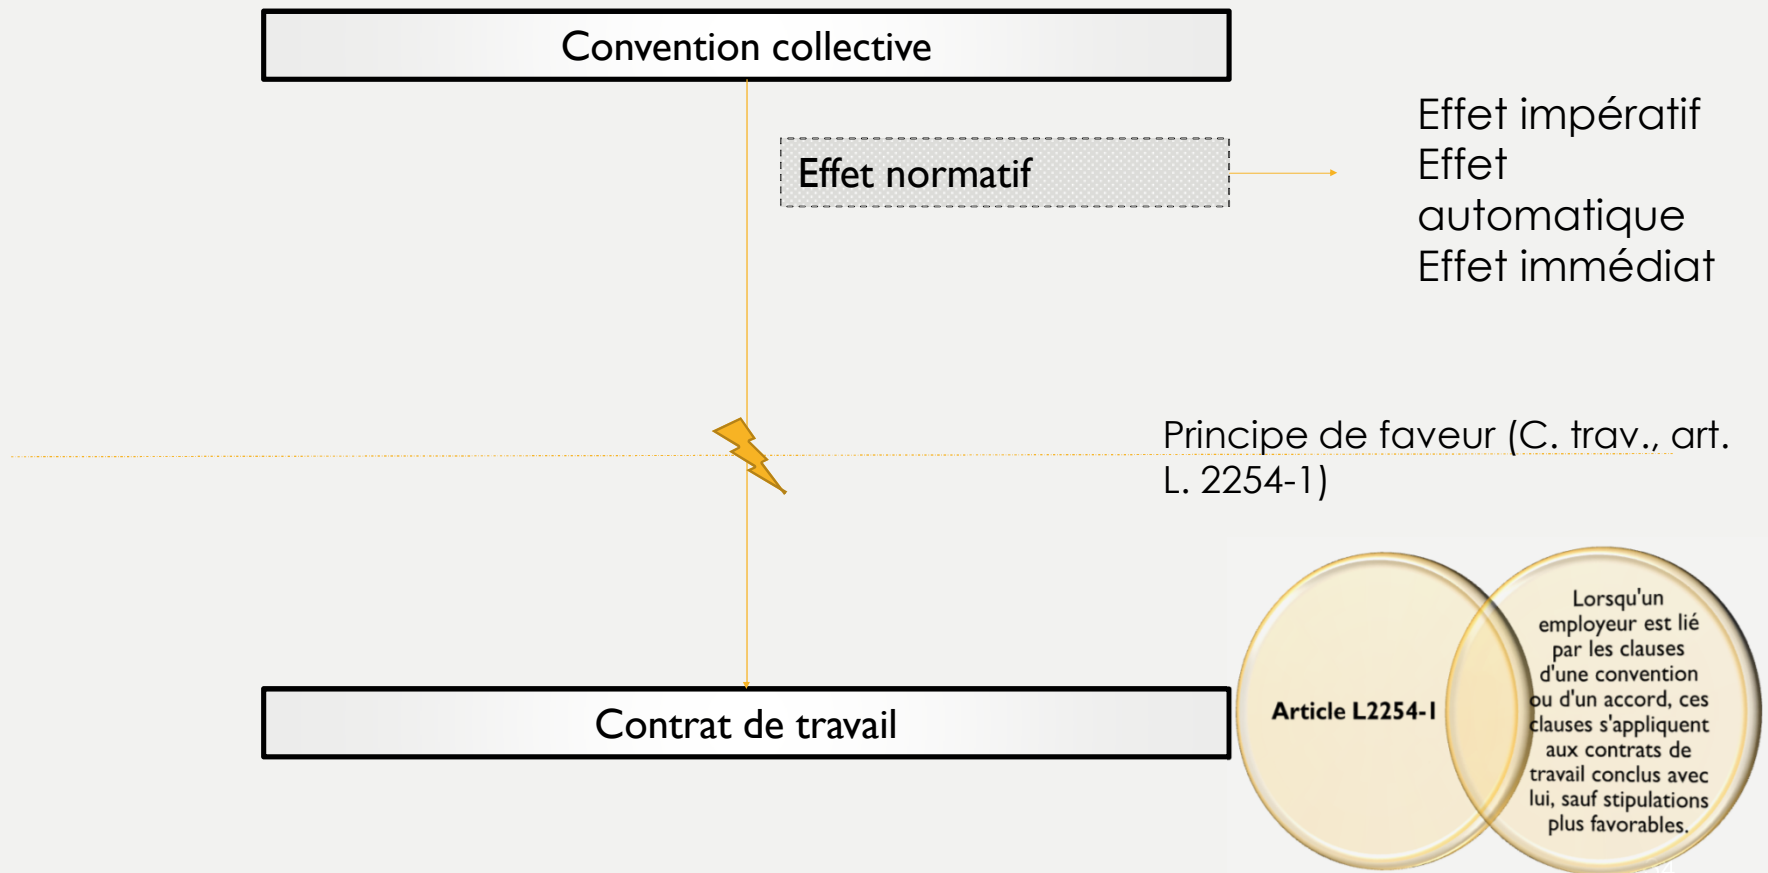 Convention collective
Effet normatif
Effet impératif
Effet
automatique
Effet immédiat
Principe de faveur (C. trav., art.
L. 2254-1)
Contrat de travail
Article L2254-1
Lorsqu'un
employeur est lié
par les clauses
d'une convention
ou d'un accord, ces
clauses s'appliquent
aux contrats de
travail conclus avec
lui, sauf stipulations
plus favorables.